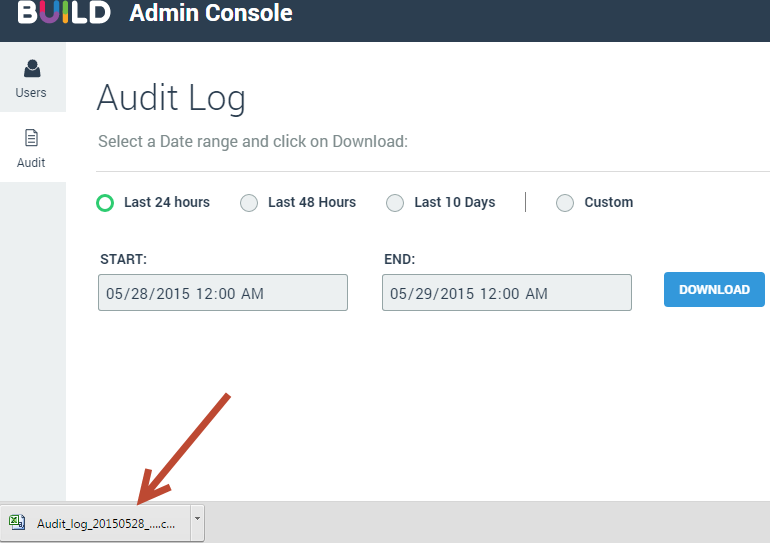 BUILD Admin Console
Users
Audit
Audit Log
Select a Date range and click on Download:
Last 24 hours Last 48 Hours Last 10 Days Custom
START: END:
05/28/2015 12:00 AM 05/29/2015 12:00 AM DOWNLOAD
Audit_log_20150528_....c...